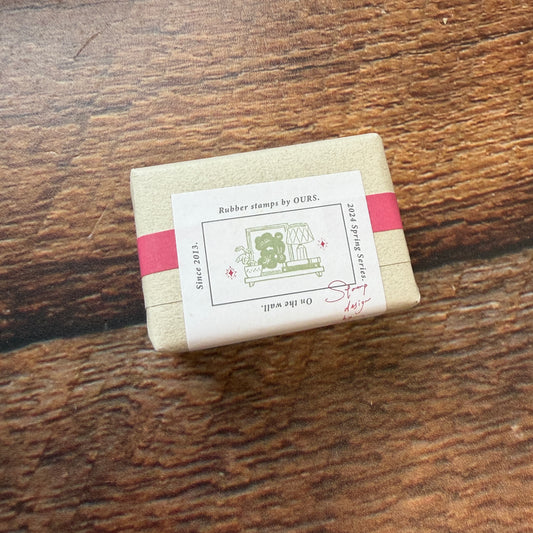 Rubber stamps by OURS.
2024 Spring Series.
On the wall.
Since 2013.
Stamp
design